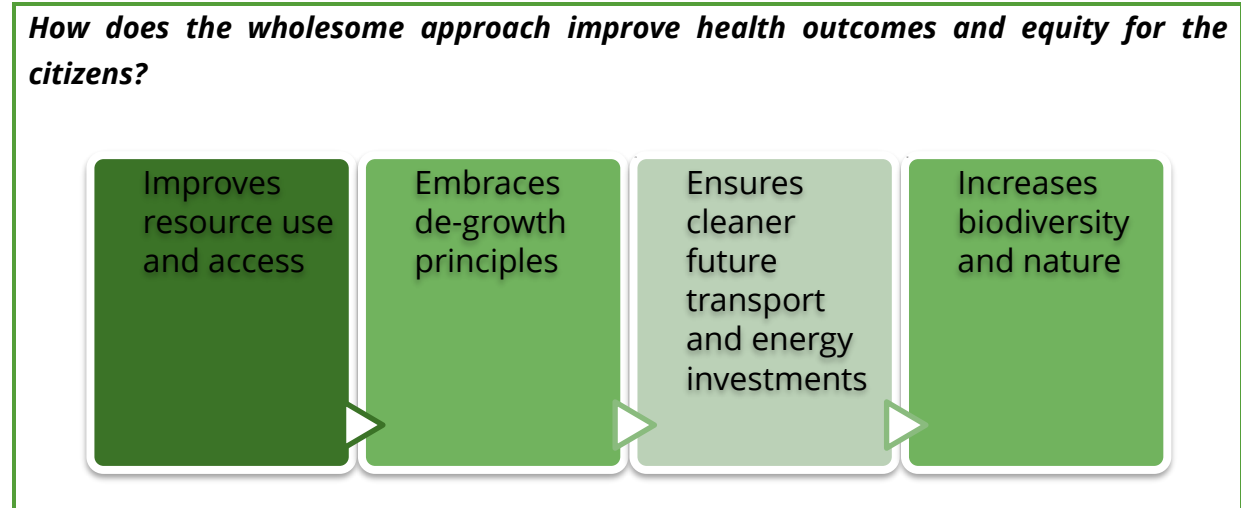 How does the wholesome approach improve health outcomes and equity for the
citizens?
Improves
resource use
and access
Embraces
de-growth
principles
Ensures
cleaner
future
transport
and energy
investments
Increases
biodiversity
and nature